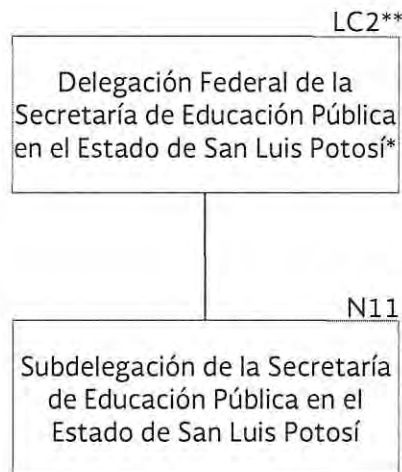 LC2**
Delegación Federal de la
Secretaría de Educación Pública
en el Estado de San Luis Potosí*
N11
Subdelegación de la Secretaría
de Educación Pública en el
Estado de San Luis Potosí